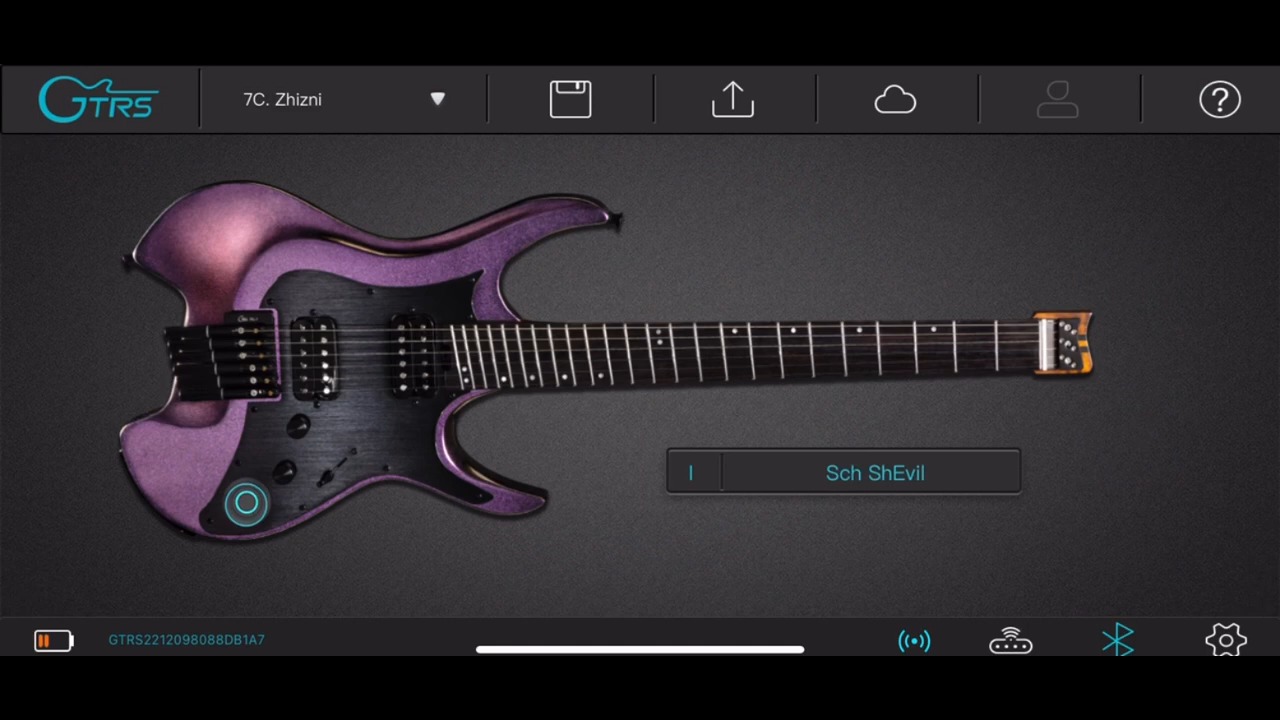 GTRS
7C. Zhizni
?
I
Sch ShEvil
GTRS2212098088DB1A7